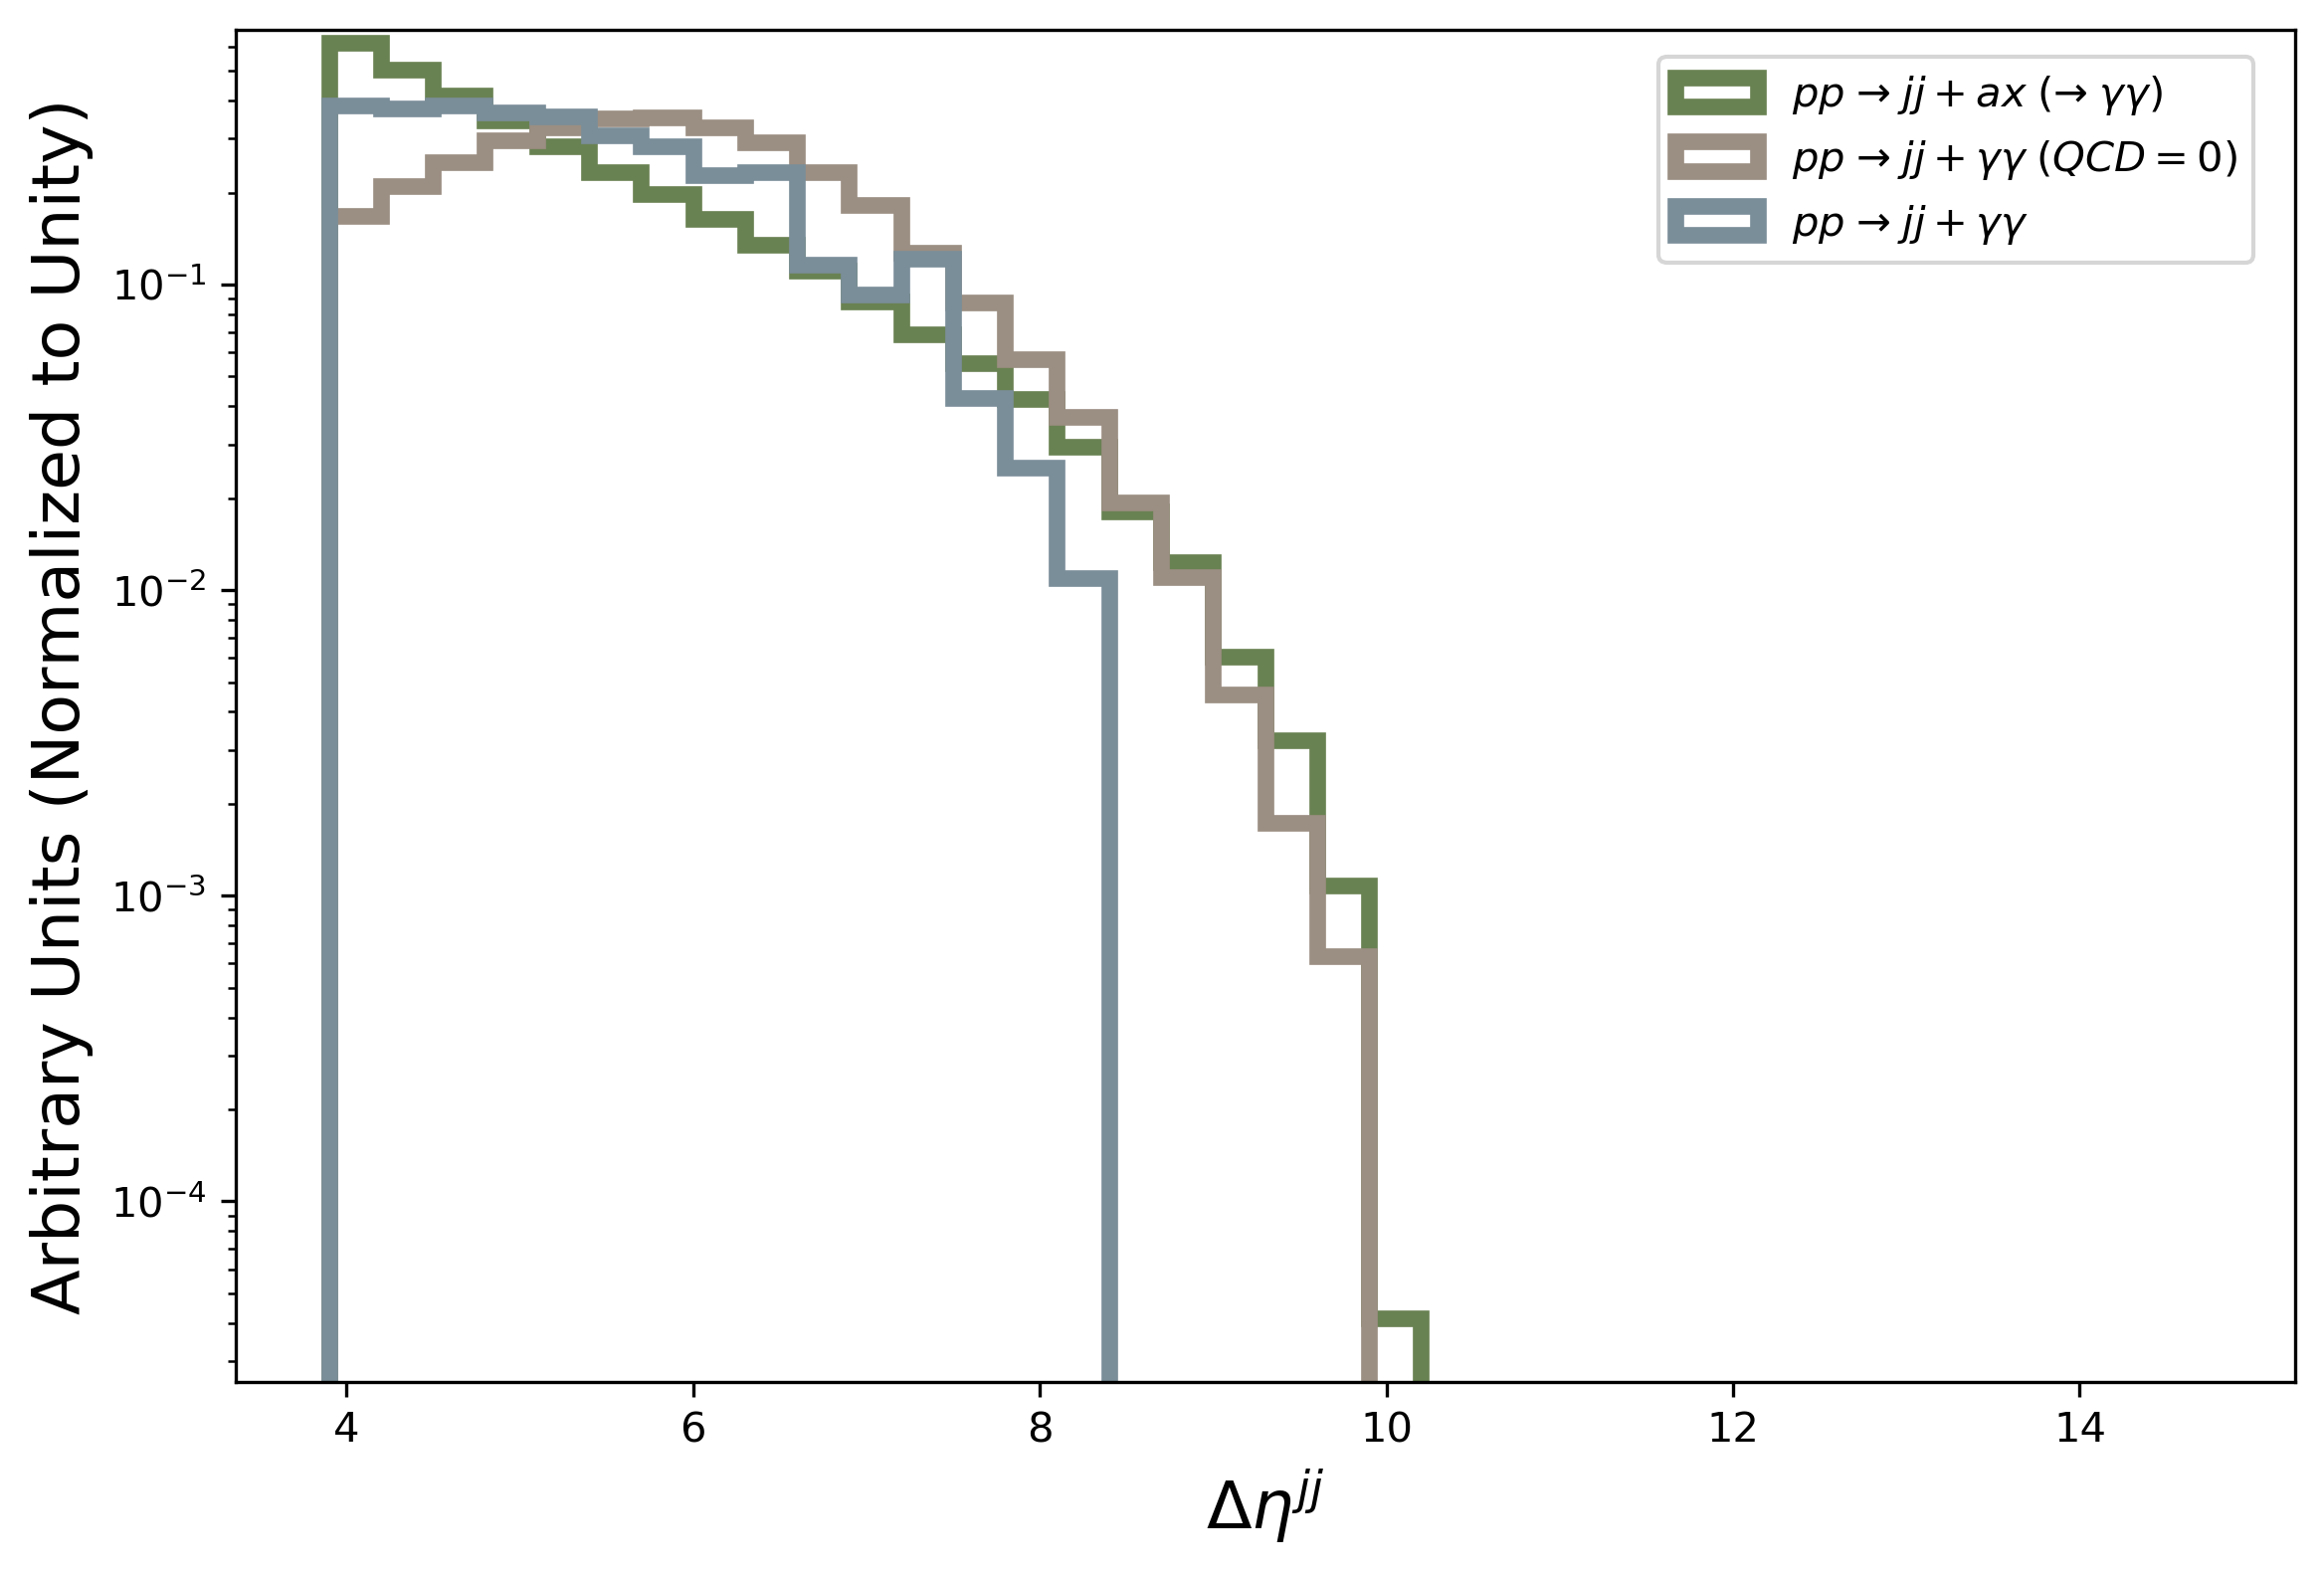 Arbitrary Units (Normalized to Unity)
10⁻¹
10⁻²
10⁻³
10⁻⁴
pp → jj + ax (→ γγ)
pp → jj + γγ (QCD = 0)
pp → jj + γγ
4 6 8 10 12 14
Δη^{jj}